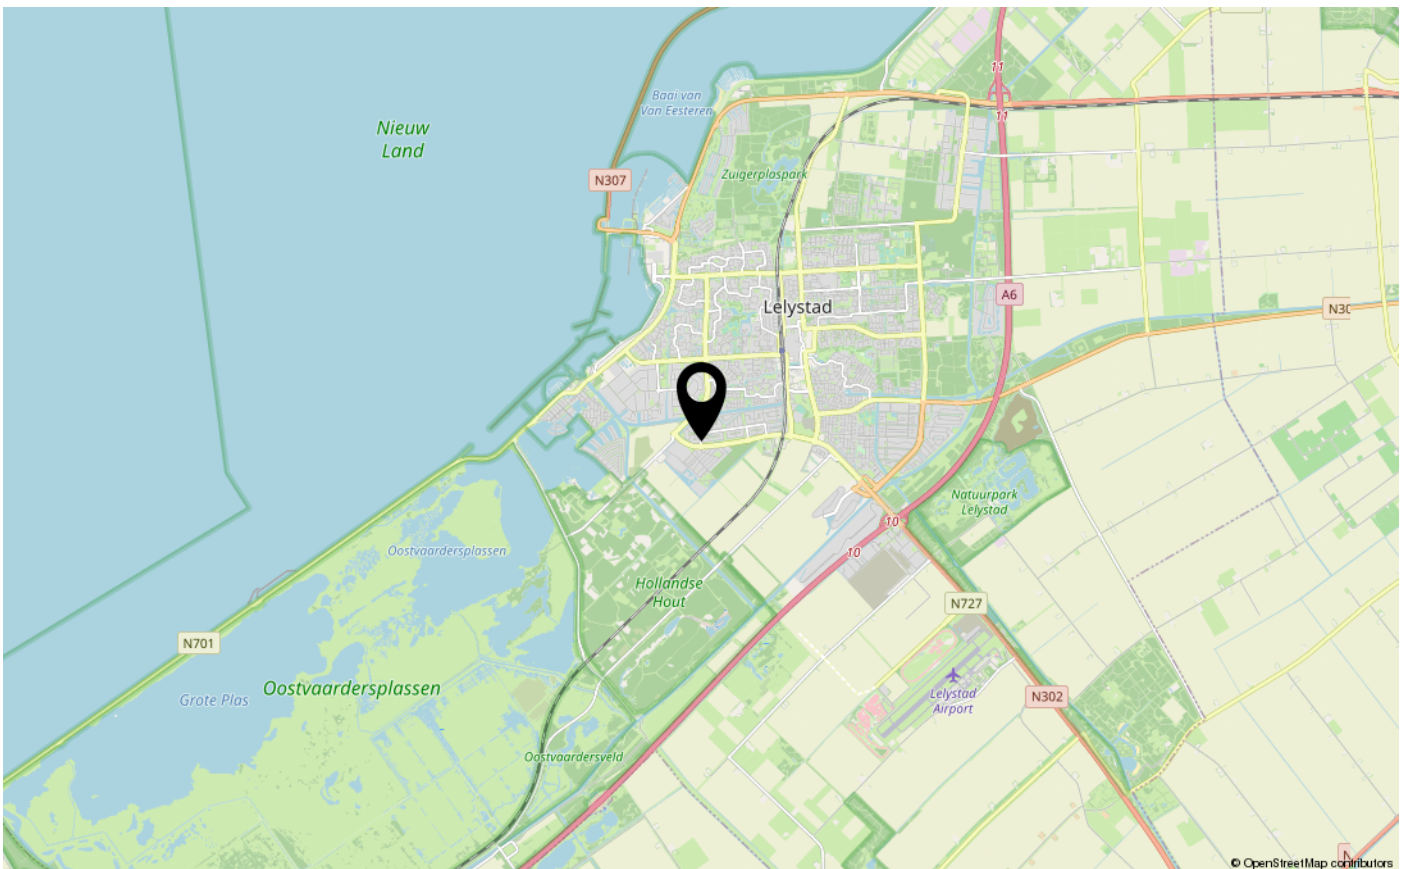 11
Baai van
Van Eesteren
11
Nieuw
Land
Zuigerplaspark
N307
A6
Lelystad
N30
Natuurpark
Lelystad
10
Oostvaardersplassen
10
Hollandse
Hout
N727
N701
Oostvaardersplassen
Grote Plas
Lelystad
Airport
N302
Oostvaardersveld
N
© OpenStreetMap contributors